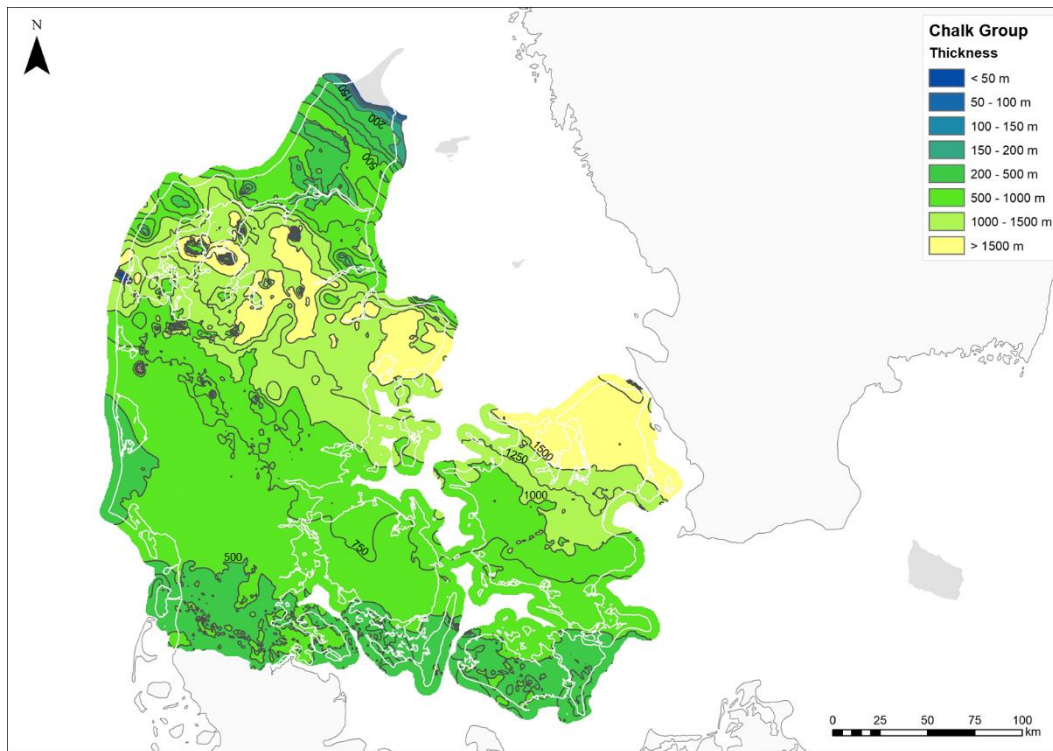 N
Chalk Group
Thickness
< 50 m
50 - 100 m
100 - 150 m
150 - 200 m
200 - 500 m
500 - 1000 m
1000 - 1500 m
> 1500 m
150
200
500
1500
1250
1000
750
500
0 12.5 25 50 75 100
km